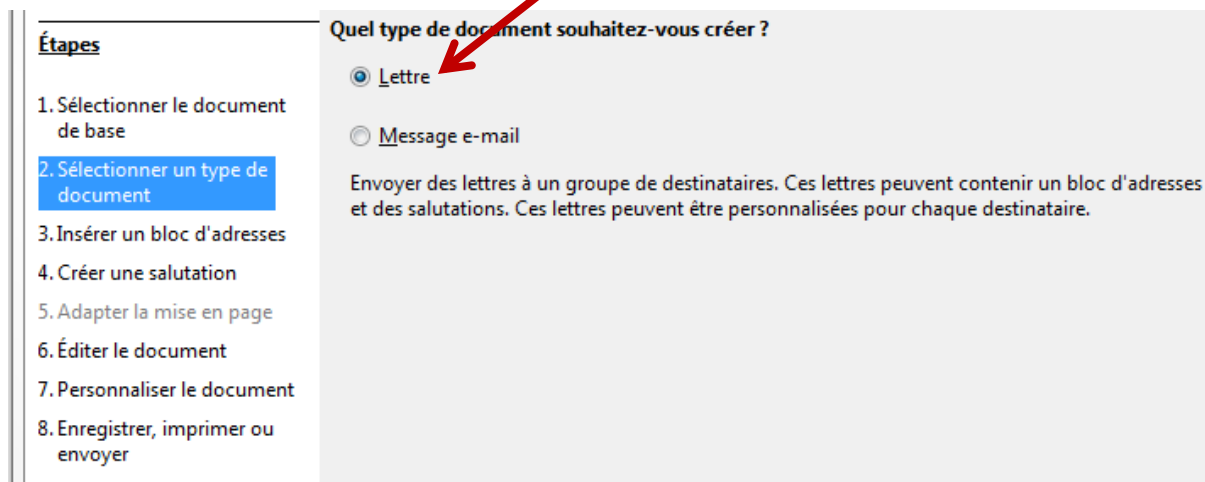 Étapes
1. Sélectionner le document
de base
2. Sélectionner un type de
document
3. Insérer un bloc d'adresses
4. Créer une salutation
5. Adapter la mise en page
6. Éditer le document
7. Personnaliser le document
8. Enregistrer, imprimer ou
envoyer
Quel type de document souhaitez-vous créer ?
Lettre
Message e-mail
Envoyer des lettres à un groupe de destinataires. Ces lettres peuvent contenir un bloc d'adresses
et des salutations. Ces lettres peuvent être personnalisées pour chaque destinataire.